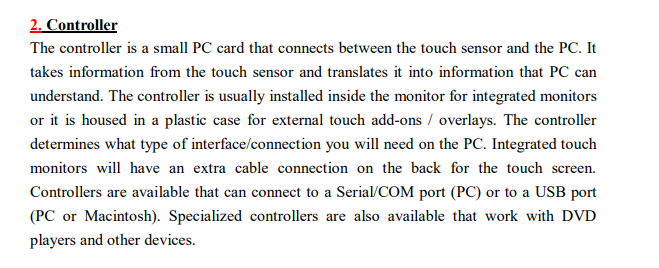 2. Controller
The controller is a small PC card that connects between the touch sensor and the PC. It
takes information from the touch sensor and translates it into information that PC can
understand. The controller is usually installed inside the monitor for integrated monitors
or it is housed in a plastic case for external touch add-ons / overlays. The controller
determines what type of interface/connection you will need on the PC. Integrated touch
monitors will have an extra cable connection on the back for the touch screen.
Controllers are available that can connect to a Serial/COM port (PC) or to a USB port
(PC or Macintosh). Specialized controllers are also available that work with DVD
players and other devices.